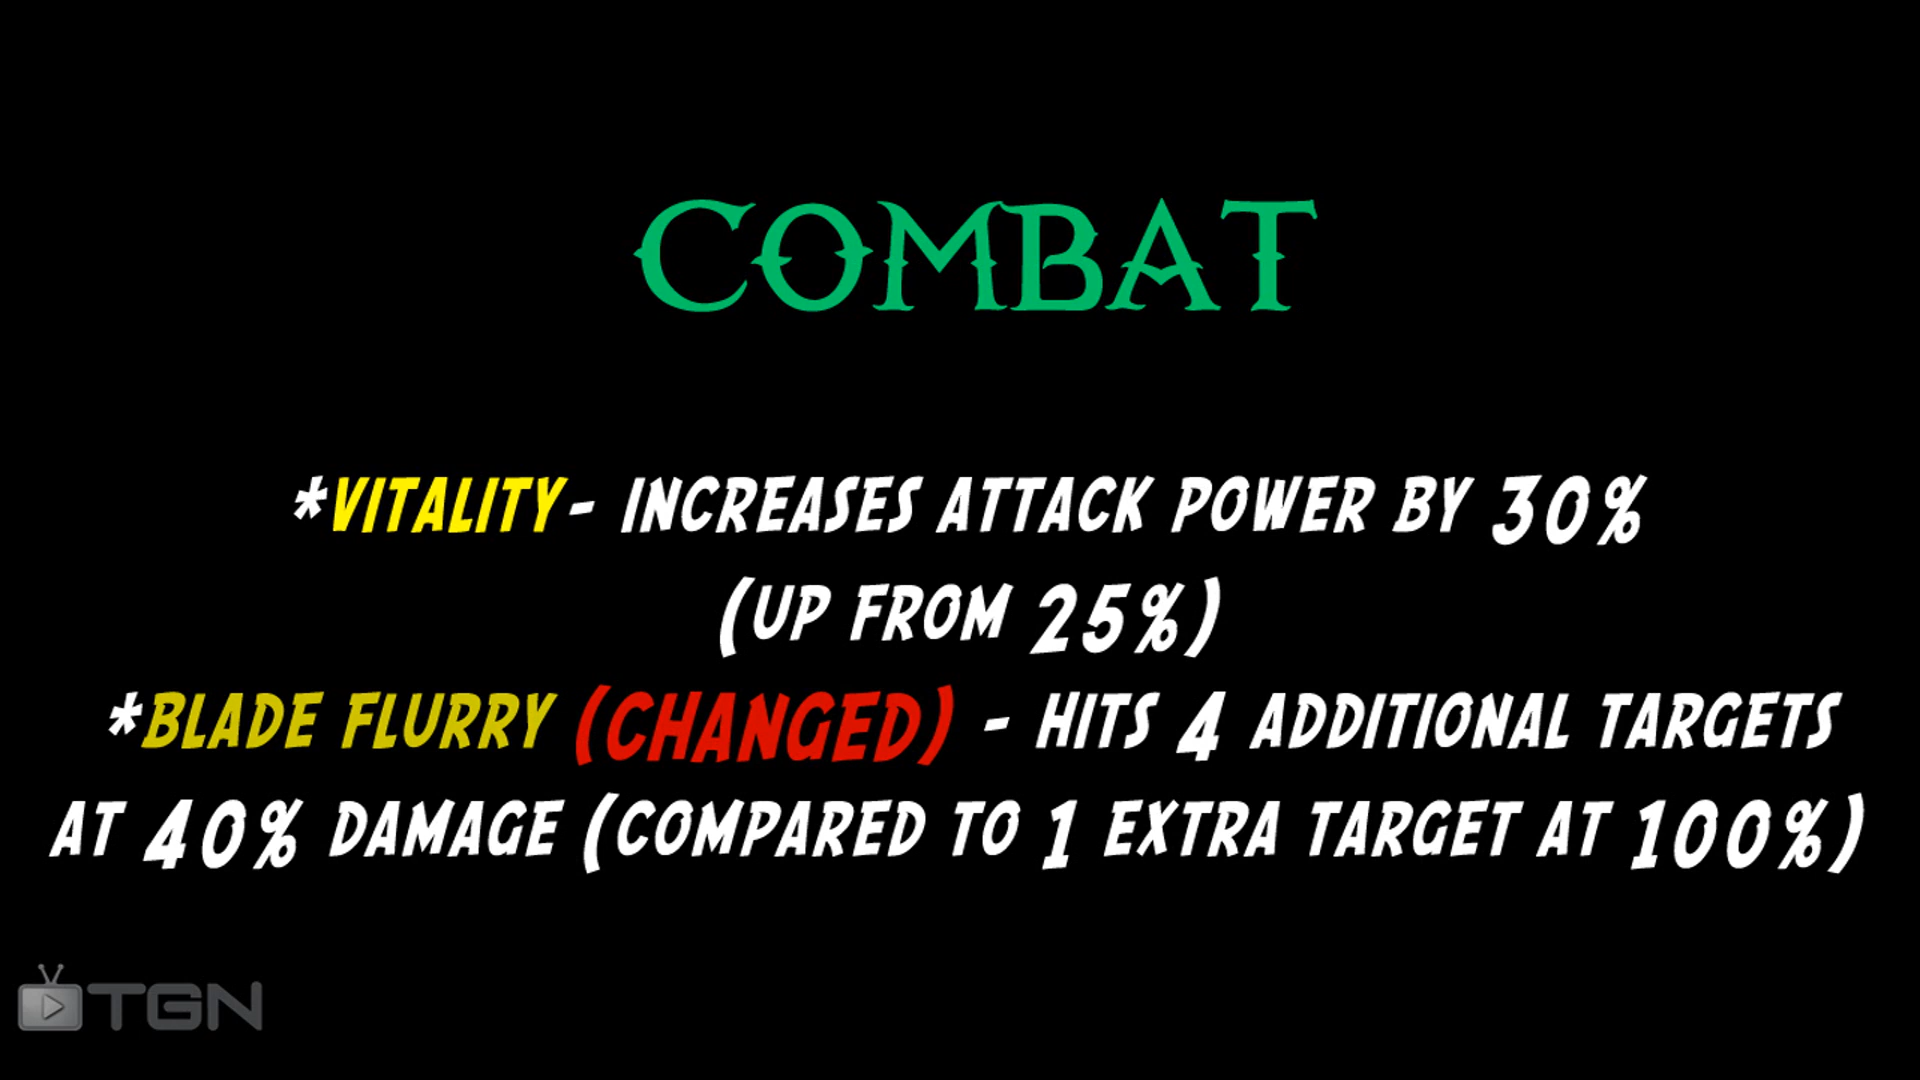 COMBAT
*VITALITY - INCREASES ATTACK POWER BY 30%
(UP FROM 25%)
*BLADE FLURRY (CHANGED) - HITS 4 ADDITIONAL TARGETS
AT 40% DAMAGE (COMPARED TO 1 EXTRA TARGET AT 100%)
TGN